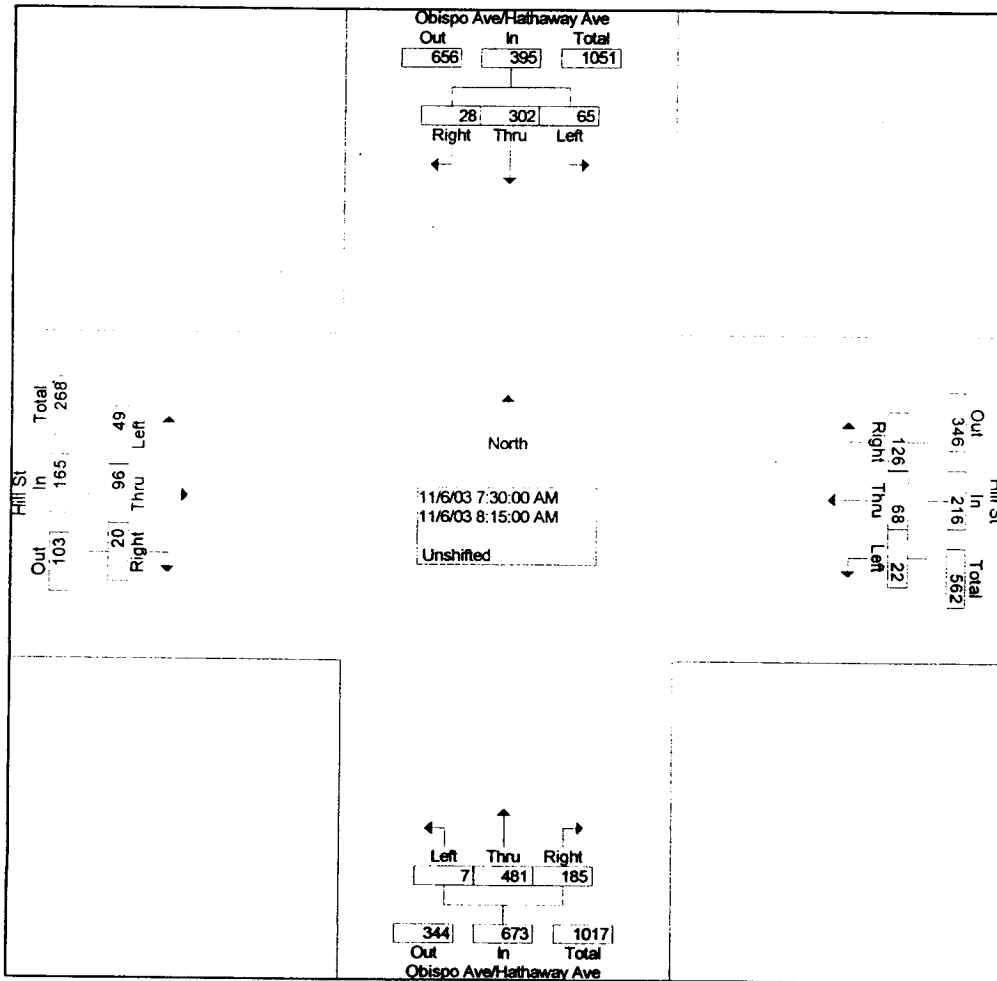 Obispo Ave/Hathaway Ave
Out In Total
656 395 1051
28 302 65
Right Thru Left
Hill St
Out In Total
103 165 268
20 96 49
Right Thru Left
North
11/6/03 7:30:00 AM
11/6/03 8:15:00 AM
Unshifted
Right Thru Left
126 68 22
Out In Total
346 216 562
Hill St
Left Thru Right
7 481 185
344 673 1017
Out In Total
Obispo Ave/Hathaway Ave